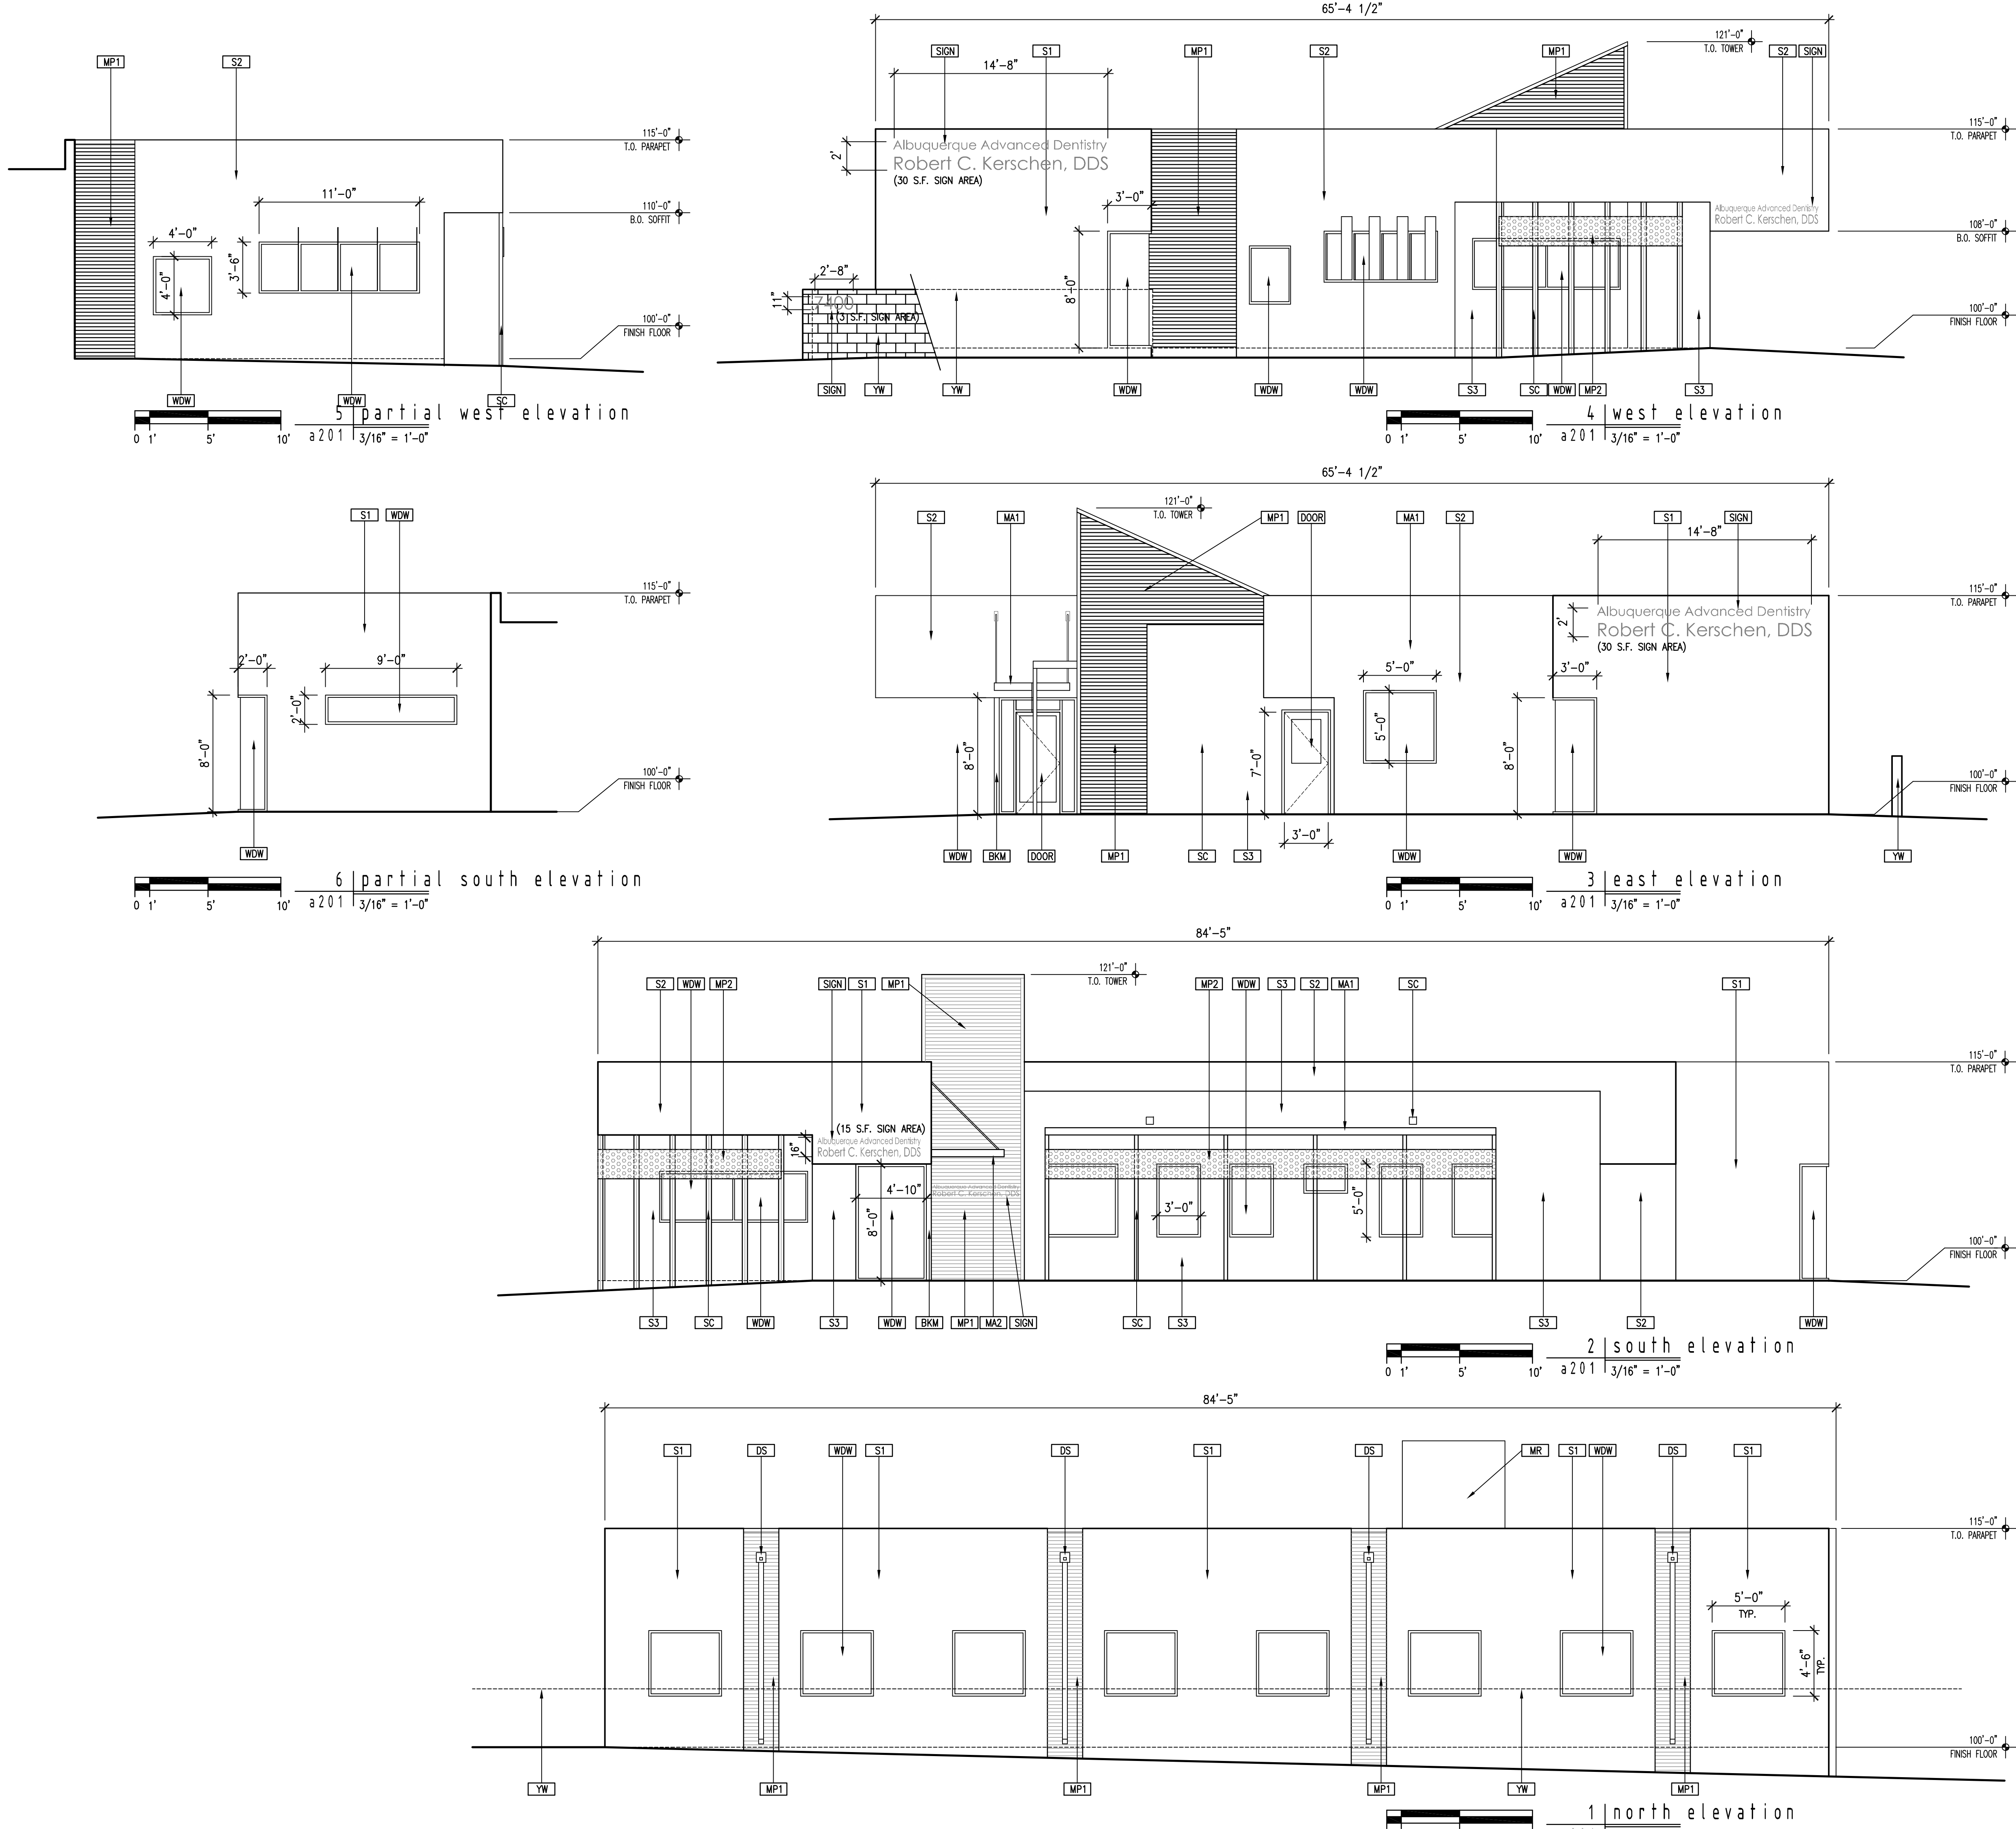 MP1
S2
115'-0"
T.O. PARAPET
11'-0"
110'-0"
B.O. SOFFIT
4'-0"
4'-0"
3'-6"
100'-0"
FINISH FLOOR
WDW
WDW
SC
5 partial west elevation
a201 3/16" = 1'-0"
0 1' 5' 10'
65'-4 1/2"
121'-0"
T.O. TOWER
SIGN
S1
MP1
S2
MP1
S2
SIGN
14'-8"
115'-0"
T.O. PARAPET
2'
Albuquerque Advanced Dentistry
Robert C. Kerschen, DDS
(30 S.F. SIGN AREA)
3'-0"
Albuquerque Advanced Dentistry
Robert C. Kerschen, DDS
108'-0"
B.O. SOFFIT
2'-8"
11"
7400
(3 S.F. SIGN AREA)
8'-0"
100'-0"
FINISH FLOOR
SIGN
YW
YW
WDW
WDW
WDW
S3
SC
WDW
MP2
S3
4 west elevation
a201 3/16" = 1'-0"
0 1' 5' 10'
S1
WDW
115'-0"
T.O. PARAPET
2'-0"
9'-0"
2'-0"
8'-0"
100'-0"
FINISH FLOOR
WDW
6 partial south elevation
a201 3/16" = 1'-0"
0 1' 5' 10'
65'-4 1/2"
121'-0"
T.O. TOWER
S2
MA1
MP1
DOOR
MA1
S2
S1
SIGN
14'-8"
115'-0"
T.O. PARAPET
2'
Albuquerque Advanced Dentistry
Robert C. Kerschen, DDS
(30 S.F. SIGN AREA)
5'-0"
3'-0"
5'-0"
8'-0"
7'-0"
8'-0"
100'-0"
FINISH FLOOR
3'-0"
WDW
BKM
DOOR
MP1
SC
S3
WDW
WDW
YW
3 east elevation
a201 3/16" = 1'-0"
0 1' 5' 10'
84'-5"
121'-0"
T.O. TOWER
S2
WDW
MP2
SIGN
S1
MP1
MP2
WDW
S3
S2
MA1
SC
S1
115'-0"
T.O. PARAPET
(15 S.F. SIGN AREA)
16"
Albuquerque Advanced Dentistry
Robert C. Kerschen, DDS
4'-10"
8'-0"
Albuquerque Advanced Dentistry
Robert C. Kerschen, DDS
3'-0"
5'-0"
100'-0"
FINISH FLOOR
S3
SC
WDW
S3
WDW
BKM
MP1
MA2
SIGN
SC
S3
S3
S2
WDW
2 south elevation
a201 3/16" = 1'-0"
0 1' 5' 10'
84'-5"
S1
DS
WDW
S1
DS
S1
DS
MR
S1
WDW
DS
S1
115'-0"
T.O. PARAPET
5'-0"
TYP.
4'-6"
TYP.
100'-0"
FINISH FLOOR
YW
MP1
MP1
MP1
YW
MP1
1 north elevation